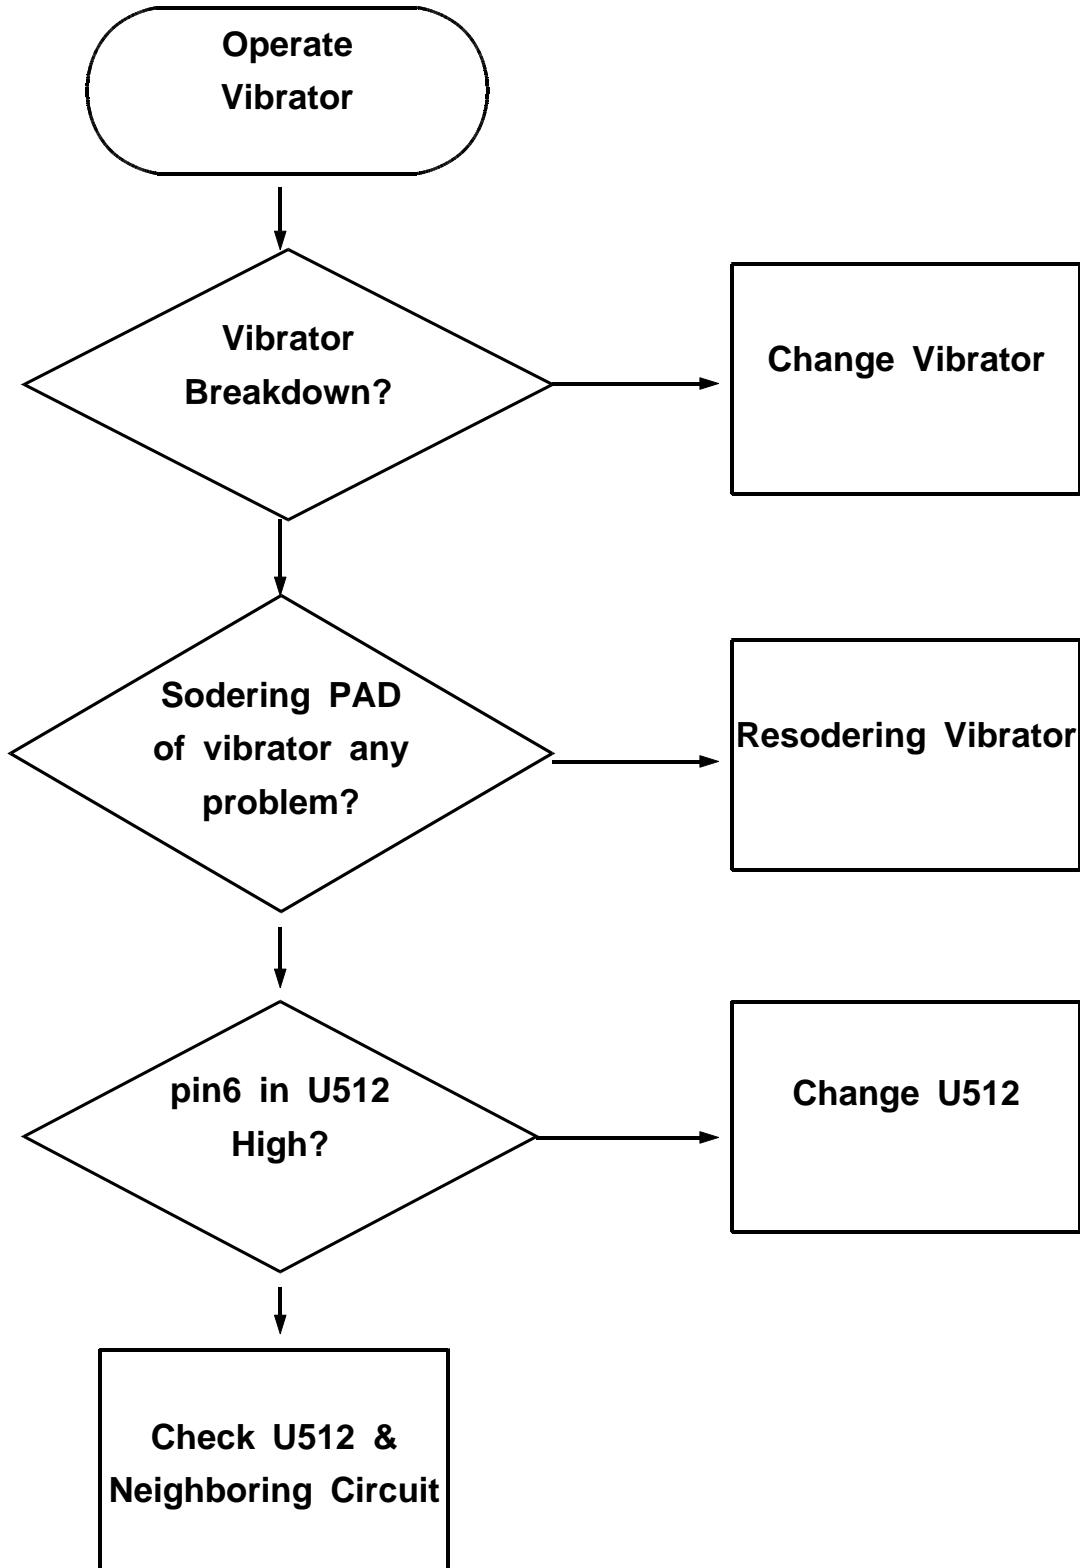 Operate
Vibrator
Vibrator
Breakdown?
Change Vibrator
Sodering PAD
of vibrator any
problem?
Resodering Vibrator
pin6 in U512
High?
Change U512
Check U512 &
Neighboring Circuit